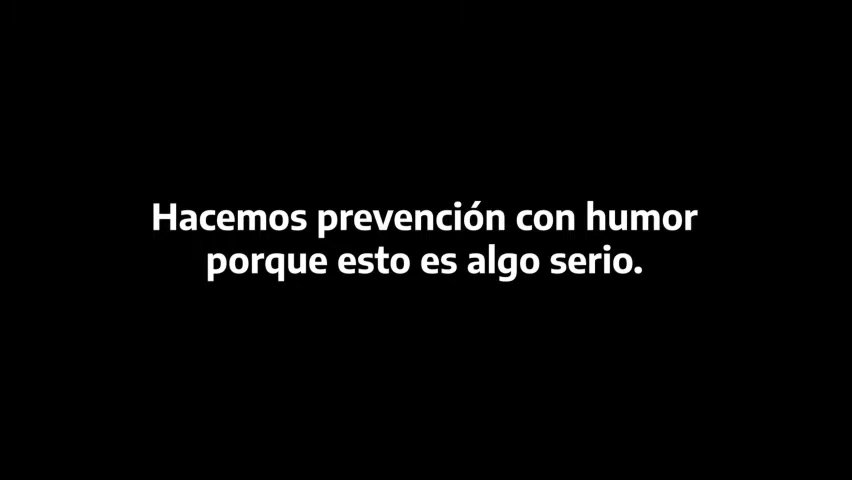 Hacemos prevención con humor
porque esto es algo serio.